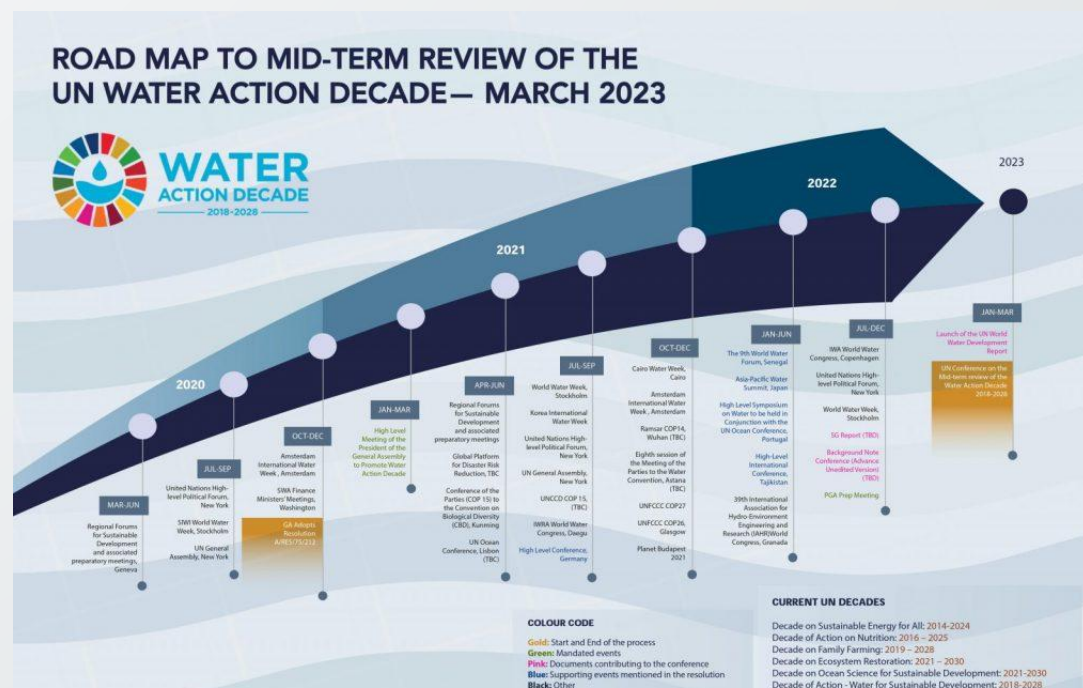 ROAD MAP TO MID-TERM REVIEW OF THE
UN WATER ACTION DECADE— MARCH 2023
WATER
ACTION DECADE
2018-2028
2020
2021
2022
2023
MAR-JUN
Regional Forums
for Sustainable
Development
and associated
preparatory meetings,
Geneva
JUL-SEP
United Nations High-
level Political Forum,
New York
SIWI World Water
Week, Stockholm
UN General
Assembly, New York
OCT-DEC
Amsterdam
International Water
Week , Amsterdam
SWA Finance
Ministers' Meetings,
Washington
GA Adopts
Resolution
A/RES/75/212
JAN-MAR
High Level
Meeting of the
President of the
General Assembly
to Promote Water
Action Decade
APR-JUN
Regional Forums
for Sustainable
Development
and associated
preparatory meetings
Global Platform
for Disaster Risk
Reduction, TBC
Conference of the
Parties (COP 15) to
the Convention on
Biological Diversity
(CBD), Kunming
UN Ocean
Conference, Lisbon
(TBC)
JUL-SEP
World Water Week,
Stockholm
Korea International
Water Week
United Nations High-
level Political Forum,
New York
UN General Assembly,
New York
UNCCD COP 15,
(TBC)
IWRA World Water
Congress, Daegu
High Level Conference,
Germany
OCT-DEC
Cairo Water Week,
Cairo
Amsterdam
International Water
Week , Amsterdam
Ramsar COP14,
Wuhan (TBC)
Eighth session of
the Meeting of the
Parties to the Water
Convention, Astana
(TBC)
UNFCCC COP27
UNFCCC COP26,
Glasgow
Planet Budapest
2021
JAN-JUN
The 9th World Water
Forum, Senegal
Asia-Pacific Water
Summit, Japan
High Level Symposium
on Water to be held in
Conjunction with the
UN Ocean Conference,
Portugal
High-Level
International
Conference,
Tajikistan
39th International
Association for
Hydro-Environment
Engineering and
Research (IAHR)World
Congress, Granada
JUL-DEC
IWA World Water
Congress, Copenhagen
United Nations High-
level Political Forum,
New York
World Water Week,
Stockholm
SG Report (TBD)
Background Note
Conference (Advance
Unedited Version)
(TBD)
PGA Prep Meeting
JAN-MAR
Launch of the UN World
Water Development
Report
UN Conference on the
Mid-term review of the
Water Action Decade
2018-2028
COLOUR CODE
Gold: Start and End of the process
Green: Mandated events
Pink: Documents contributing to the conference
Blue: Supporting events mentioned in the resolution
Black: Other
CURRENT UN DECADES
Decade on Sustainable Energy for All: 2014-2024
Decade of Action on Nutrition: 2016 – 2025
Decade on Family Farming: 2019 – 2028
Decade on Ecosystem Restoration: 2021 – 2030
Decade on Ocean Science for Sustainable Development: 2021-2030
Decade of Action - Water for Sustainable Development: 2018-2028